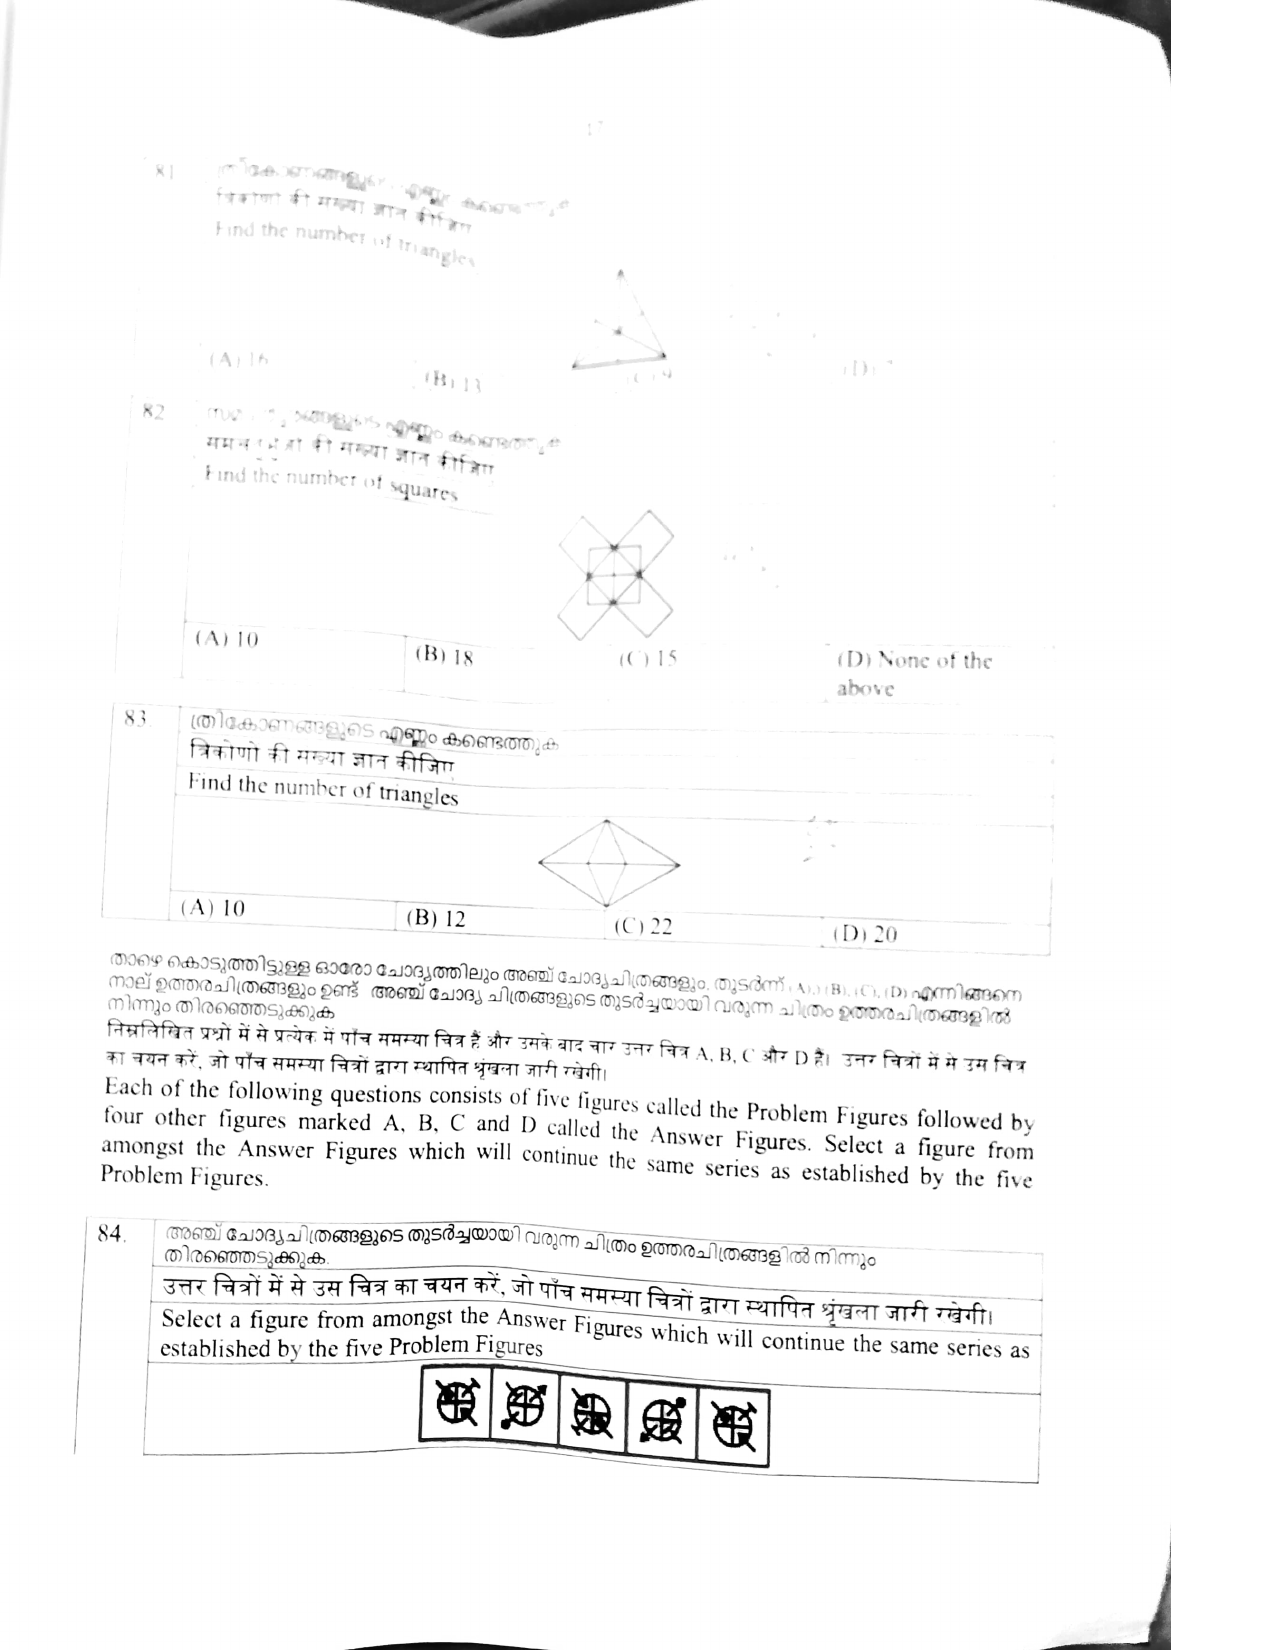 17
81
त्रिकोणो की सख्या ज्ञात कीजिए
Find the number of triangles
(A) 16
(B) 13
(C) 9
(D) 7
82
എണ്ണം കണ്ടെത്തുക
की सख्या ज्ञात कीजिए
Find the number of squares
(A) 10
(B) 18
(C) 15
(D) None of the
above
83.
ത്രികോണങ്ങളുടെ എണ്ണം കണ്ടെത്തുക
त्रिकोणो की सख्या ज्ञात कीजिए
Find the number of triangles
(A) 10
(B) 12
(C) 22
(D) 20
താഴെ കൊടുത്തിട്ടുള്ള ഓരോ ചോദ്യത്തിലും അഞ്ച് ചോദ്യചിത്രങ്ങളും. തുടർന്ന് (A), (B), (C), (D) എന്നിങ്ങനെ
നാല് ഉത്തരചിത്രങ്ങളും ഉണ്ട് അഞ്ച് ചോദ്യ ചിത്രങ്ങളുടെ തുടർച്ചയായി വരുന്ന ചിത്രം ഉത്തരചിത്രങ്ങളിൽ
നിന്നും തിരഞ്ഞെടുക്കുക
निम्नलिखित प्रश्नों में से प्रत्येक में पाँच समस्या चित्र हैं और उसके बाद चार उत्तर चित्र A, B, C और D हैं। उत्तर चित्रों में से उस चित्र
का चयन करें, जो पाँच समस्या चित्रों द्वारा स्थापित श्रृंखला जारी रखेगी।
Each of the following questions consists of five figures called the Problem Figures followed by
four other figures marked A, B, C and D called the Answer Figures. Select a figure from
amongst the Answer Figures which will continue the same series as established by the five
Problem Figures.
84.
അഞ്ച് ചോദ്യചിത്രങ്ങളുടെ തുടർച്ചയായി വരുന്ന ചിത്രം ഉത്തരചിത്രങ്ങളിൽ നിന്നും
തിരഞ്ഞെടുക്കുക.
उत्तर चित्रों में से उस चित्र का चयन करें, जो पाँच समस्या चित्रों द्वारा स्थापित श्रृंखला जारी रखेगी।
Select a figure from amongst the Answer Figures which will continue the same series as
established by the five Problem Figures